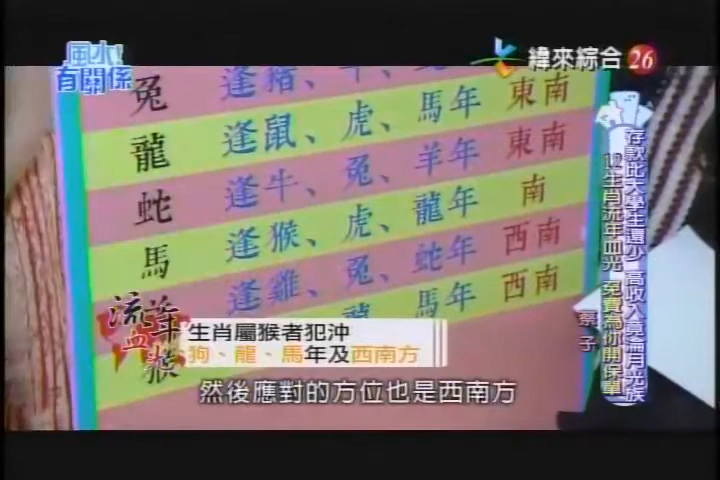 風水!
有關係
緯來綜合 26
兔 逢豬、牛、
龍 逢鼠、虎、馬年 東南
蛇 逢牛、兔、羊年 東南
馬 逢猴、虎、龍年 南
逢雞、兔、蛇年 西南
龍、馬年 西南
存款比大學生還少 高收入竟淪月光族
12生肖流年血光 免費為你開保單
蔡子
流年
血
猴
生肖屬猴者犯沖
狗、龍、馬年及西南方
然後應對的方位也是西南方